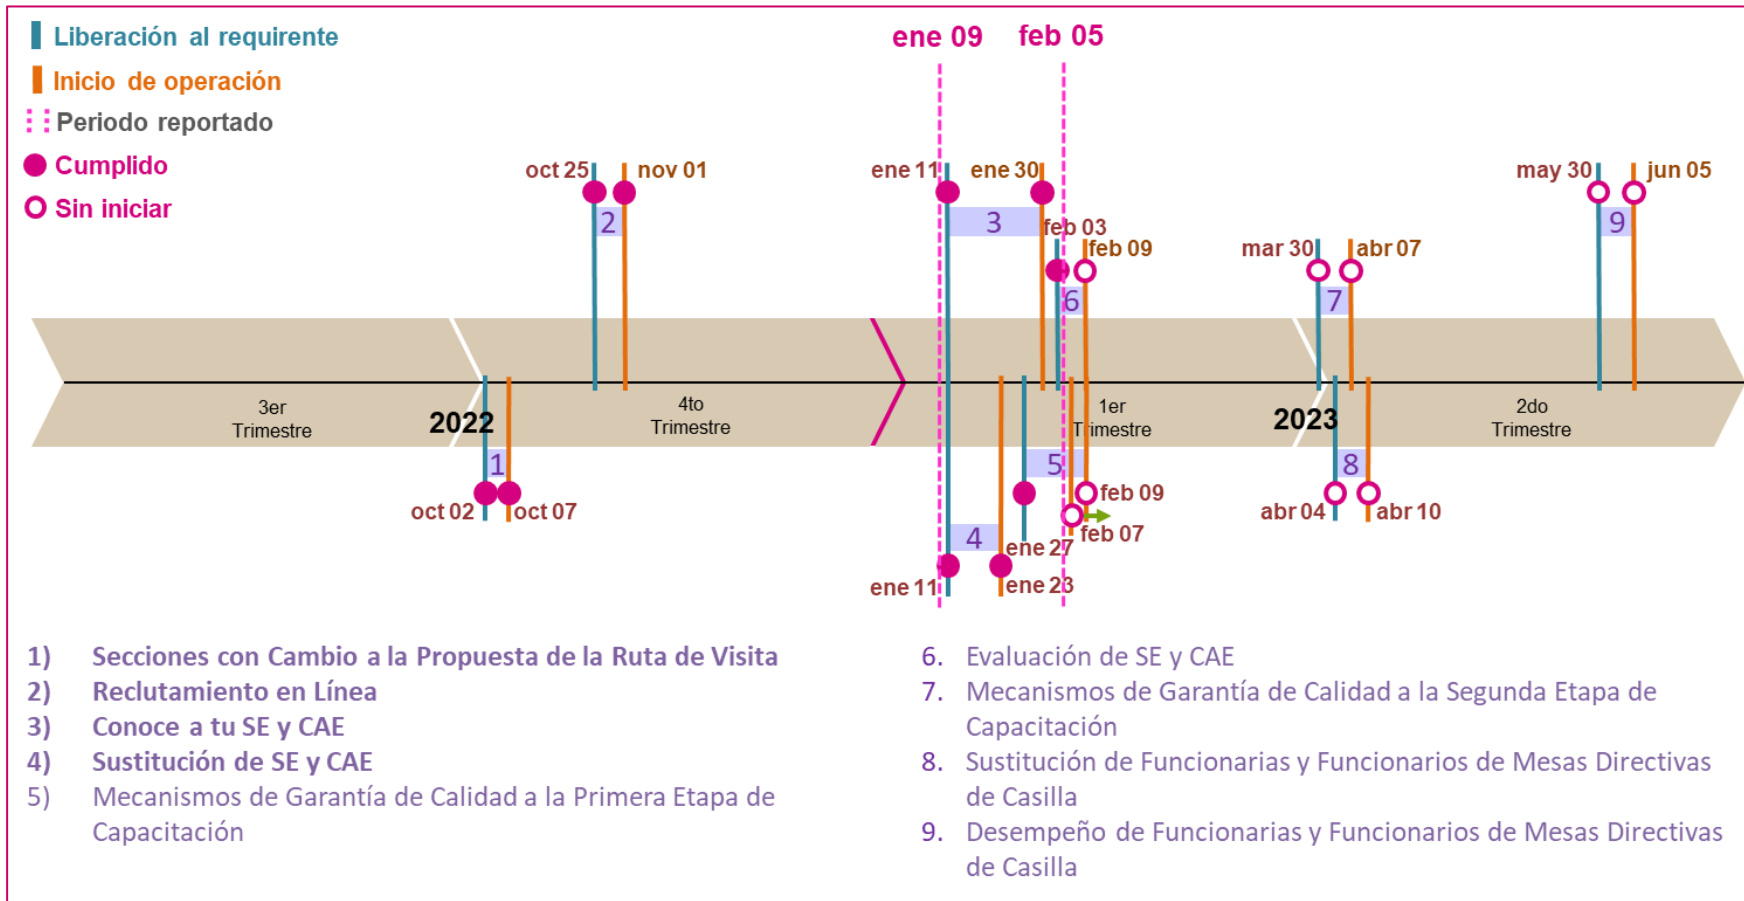 Liberación al requirente
Inicio de operación
Periodo reportado
Cumplido
Sin iniciar
ene 09
feb 05
oct 25
nov 01
ene 11
ene 30
may 30
jun 05
2
3
9
feb 03
feb 09
mar 30
abr 07
6
7
3er
Trimestre
2022
4to
Trimestre
1er
Trimestre
2023
2do
Trimestre
1
5
8
oct 02
oct 07
feb 09
abr 04
abr 10
feb 07
4
ene 27
ene 11
ene 23
1) Secciones con Cambio a la Propuesta de la Ruta de Visita
2) Reclutamiento en Línea
3) Conoce a tu SE y CAE
4) Sustitución de SE y CAE
5) Mecanismos de Garantía de Calidad a la Primera Etapa de
Capacitación
6. Evaluación de SE y CAE
7. Mecanismos de Garantía de Calidad a la Segunda Etapa de
Capacitación
8. Sustitución de Funcionarias y Funcionarios de Mesas Directivas
de Casilla
9. Desempeño de Funcionarias y Funcionarios de Mesas Directivas
de Casilla